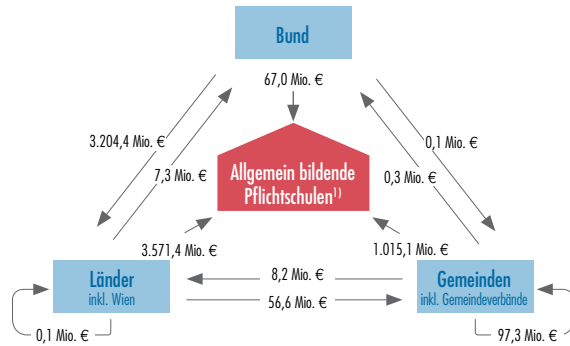 Bund
67,0 Mio. €
3.204,4 Mio. €
0,1 Mio. €
7,3 Mio. €
Allgemein bildende
Pflichtschulen¹⁾
0,3 Mio. €
3.571,4 Mio. €
1.015,1 Mio. €
Länder
inkl. Wien
8,2 Mio. €
56,6 Mio. €
Gemeinden
inkl. Gemeindeverbände
0,1 Mio. €
97,3 Mio. €